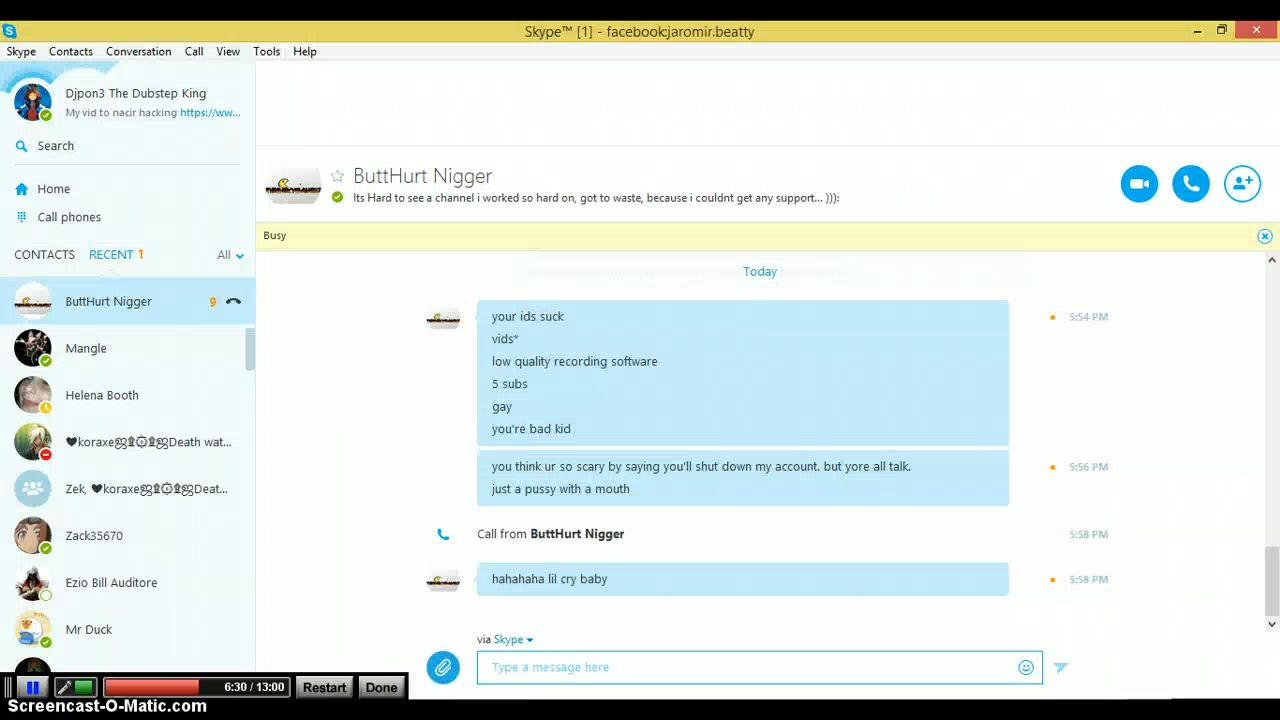 Skype™ [1] - facebook:jaromir.beatty
Skype Contacts Conversation Call View Tools Help
Djpon3 The Dubstep King
My vid to nacir hacking https://ww...
Search
Home
Call phones
CONTACTS RECENT 1 All
ButtHurt Nigger 9
Mangle
Helena Booth
Zack35670
Ezio Bill Auditore
Mr Duck
ButtHurt Nigger
Its Hard to see a channel i worked so hard on, got to waste, because i couldnt get any support... ))):
Busy
Today
your ids suck 5:54 PM
vids*
low quality recording software
5 subs
gay
you're bad kid
you think ur so scary by saying you'll shut down my account. but yore all talk. 5:56 PM
just a pussy with a mouth
Call from ButtHurt Nigger 5:58 PM
hahahaha lil cry baby 5:58 PM
via Skype
Type a message here
6:30 / 13:00 Restart Done
Screencast-O-Matic.com